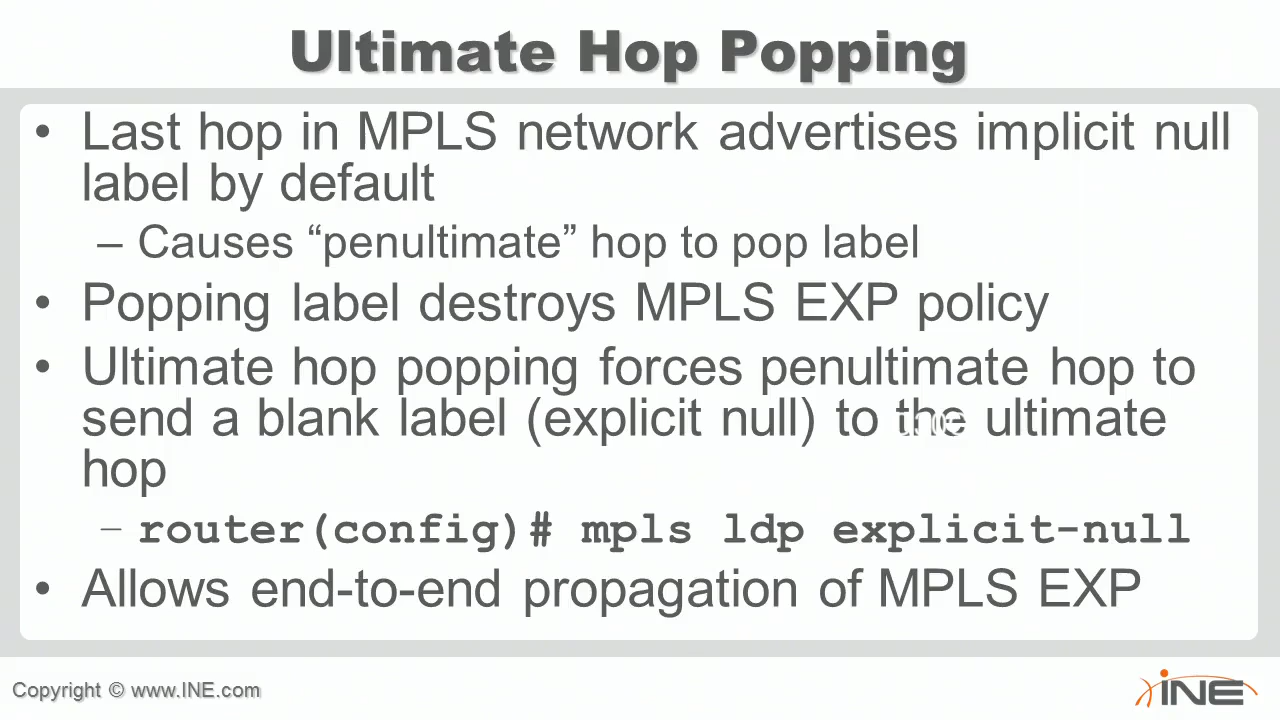 Ultimate Hop Popping
• Last hop in MPLS network advertises implicit null
label by default
– Causes “penultimate” hop to pop label
• Popping label destroys MPLS EXP policy
• Ultimate hop popping forces penultimate hop to
send a blank label (explicit null) to the ultimate
hop
– router(config)# mpls ldp explicit-null
• Allows end-to-end propagation of MPLS EXP
Copyright © www.INE.com
INE